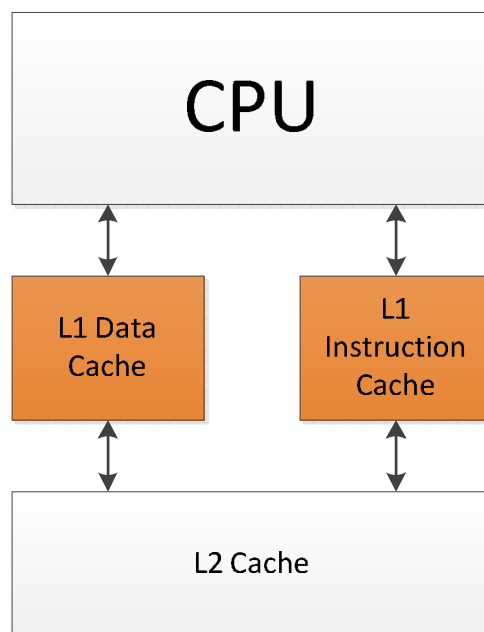 CPU
L1 Data
Cache
L1
Instruction
Cache
L2 Cache